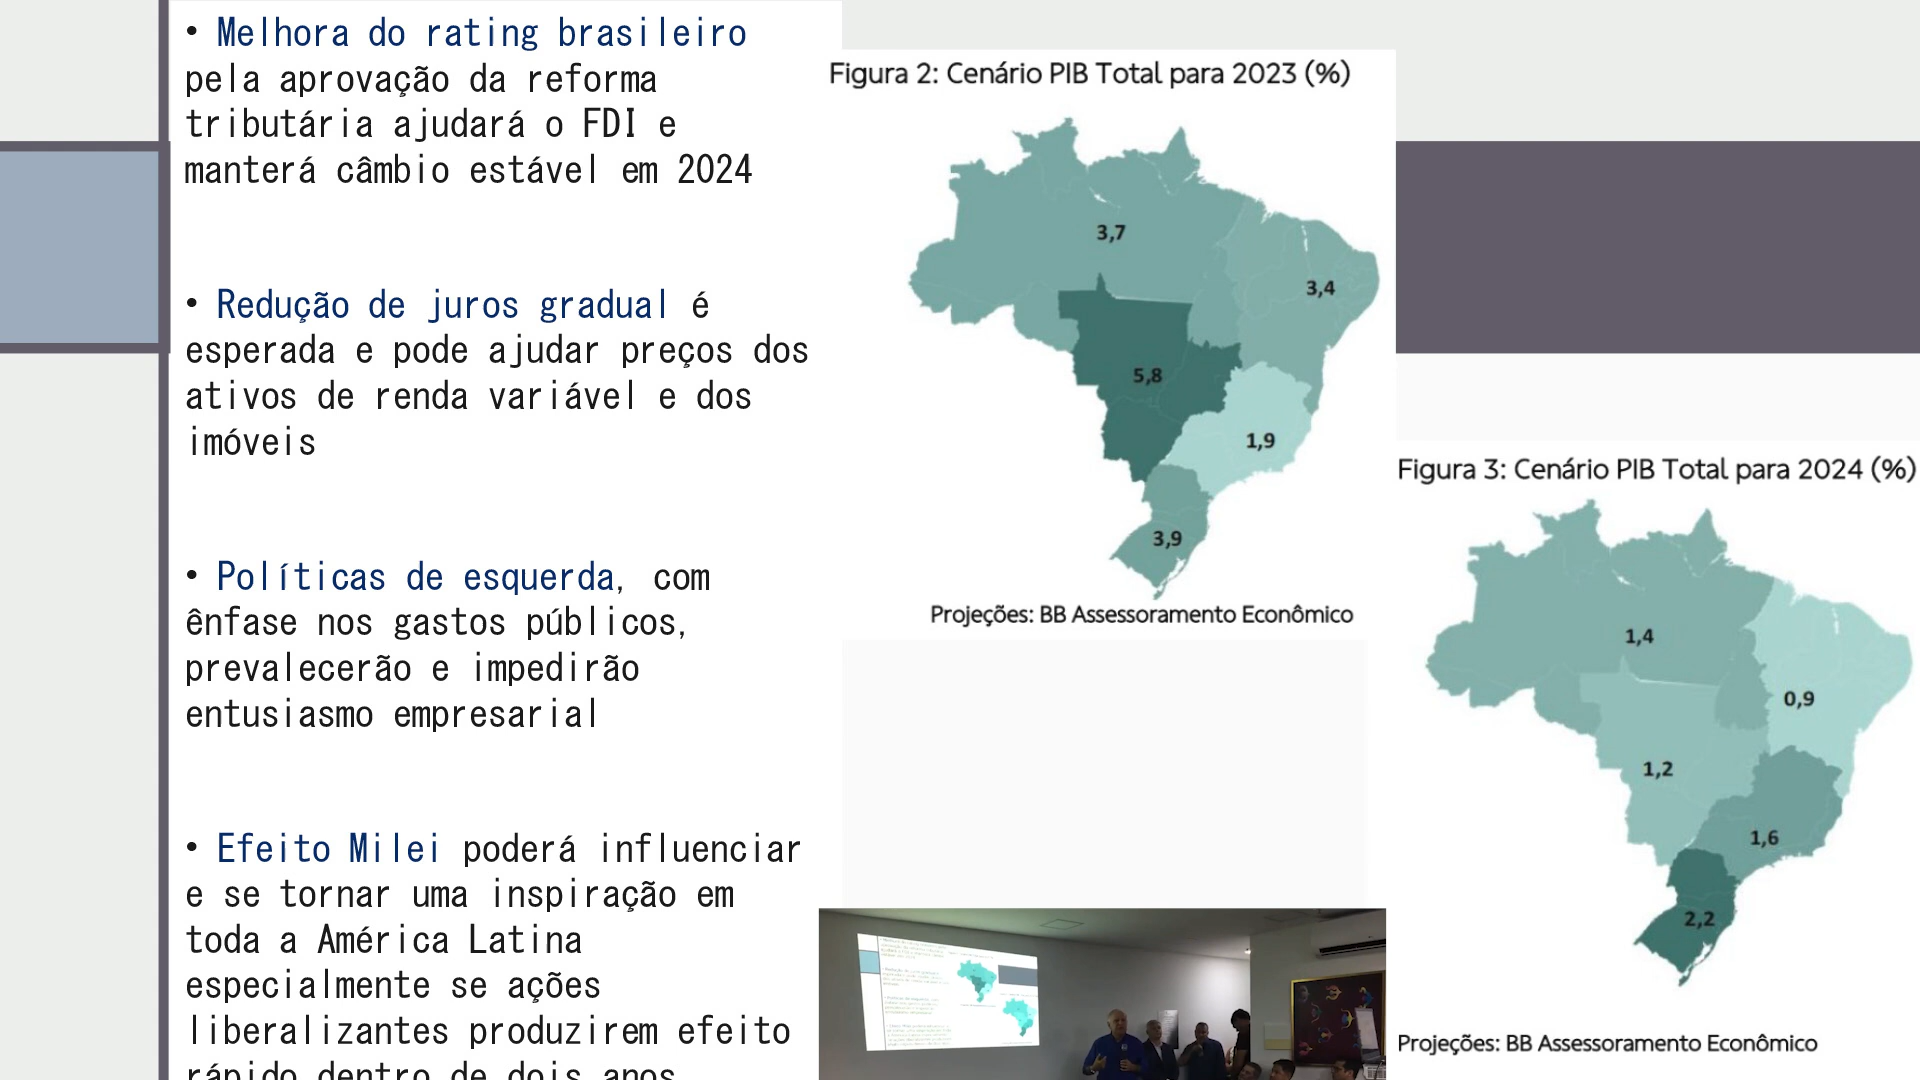 • Melhora do rating brasileiro
pela aprovação da reforma
tributária ajudará o FDI e
manterá câmbio estável em 2024
• Redução de juros gradual é
esperada e pode ajudar preços dos
ativos de renda variável e dos
imóveis
• Políticas de esquerda, com
ênfase nos gastos públicos,
prevalecerão e impedirão
entusiasmo empresarial
• Efeito Milei poderá influenciar
e se tornar uma inspiração em
toda a América Latina
especialmente se ações
liberalizantes produzirem efeito
rápido dentro de dois anos
Figura 2: Cenário PIB Total para 2023 (%)
3,7
3,4
5,8
1,9
3,9
Projeções: BB Assessoramento Econômico
Figura 3: Cenário PIB Total para 2024 (%)
1,4
0,9
1,2
1,6
2,2
Projeções: BB Assessoramento Econômico